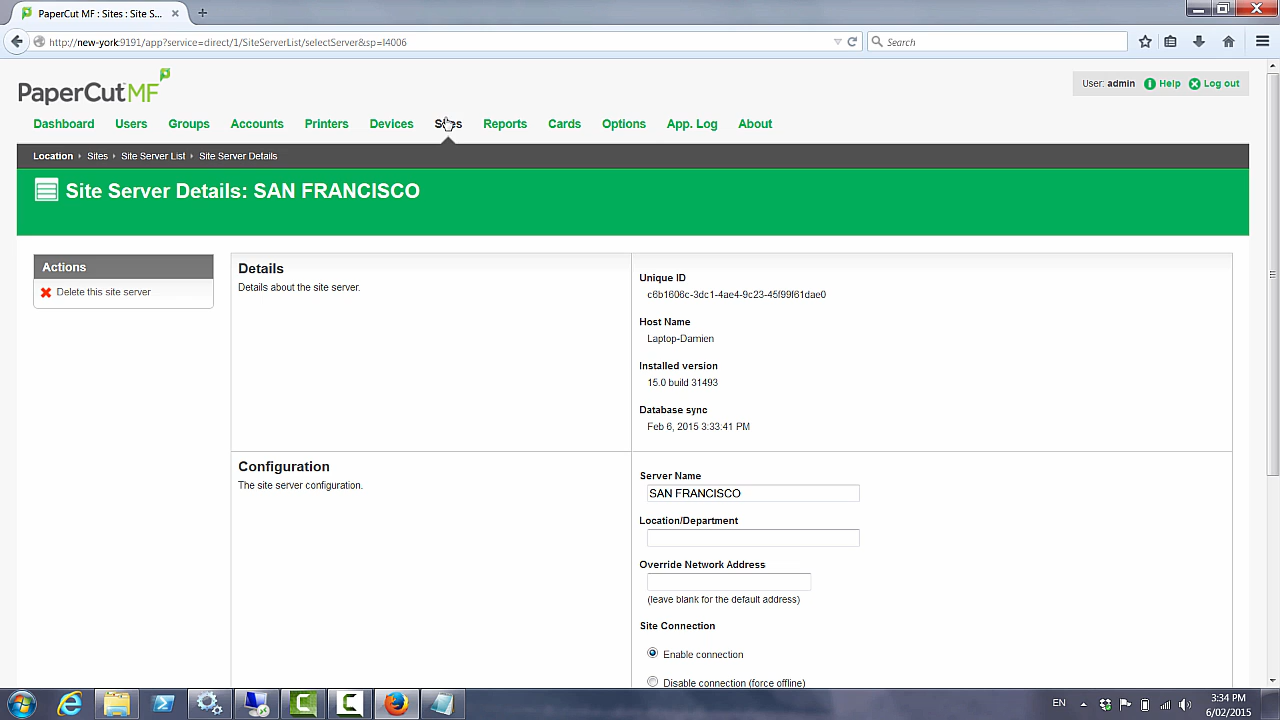 PaperCut MF : Sites : Site S...
http://new-york:9191/app?service=direct/1/SiteServerList/selectServer&sp=l4006
Search
PaperCut MF
User: admin Help Log out
Dashboard Users Groups Accounts Printers Devices Sites Reports Cards Options App. Log About
Location Sites Site Server List Site Server Details
Site Server Details: SAN FRANCISCO
Actions
Delete this site server
Details
Details about the site server.
Unique ID
c6b1606c-3dc1-4ae4-9c23-45f99f61dae0
Host Name
Laptop-Damien
Installed version
15.0 build 31493
Database sync
Feb 6, 2015 3:33:41 PM
Configuration
The site server configuration.
Server Name
SAN FRANCISCO
Location/Department
Override Network Address
(leave blank for the default address)
Site Connection
Enable connection
Disable connection (force offline)
EN
3:34 PM
6/02/2015